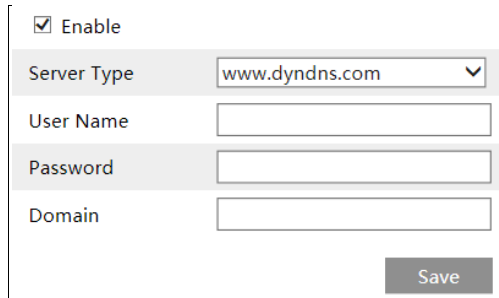 Enable
Server Type www.dyndns.com
User Name
Password
Domain
Save